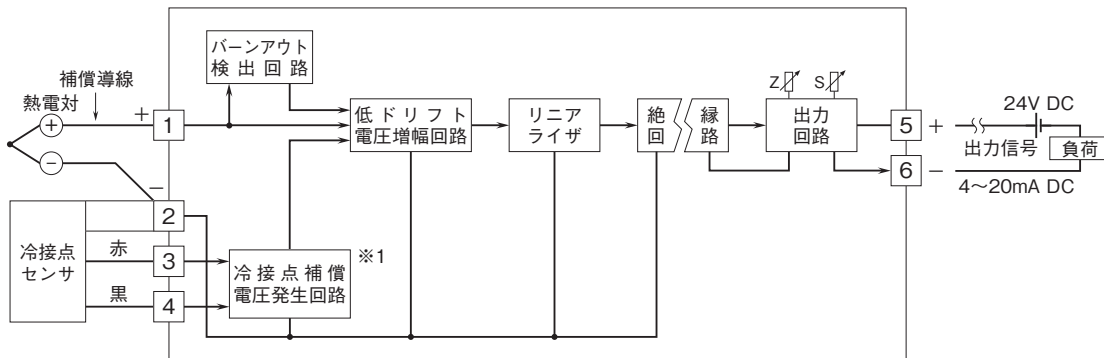 バーンアウト
検出回路
補償導線
熱電対
+
−
+
−
1
2
3
4
冷接点
センサ
赤
黒
冷接点補償
電圧発生回路
※1
低ドリフト
電圧増幅回路
リニア
ライザ
絶縁
回路
Z
S
出力
回路
5
6
+
−
24V DC
出力信号
負荷
4〜20mA DC